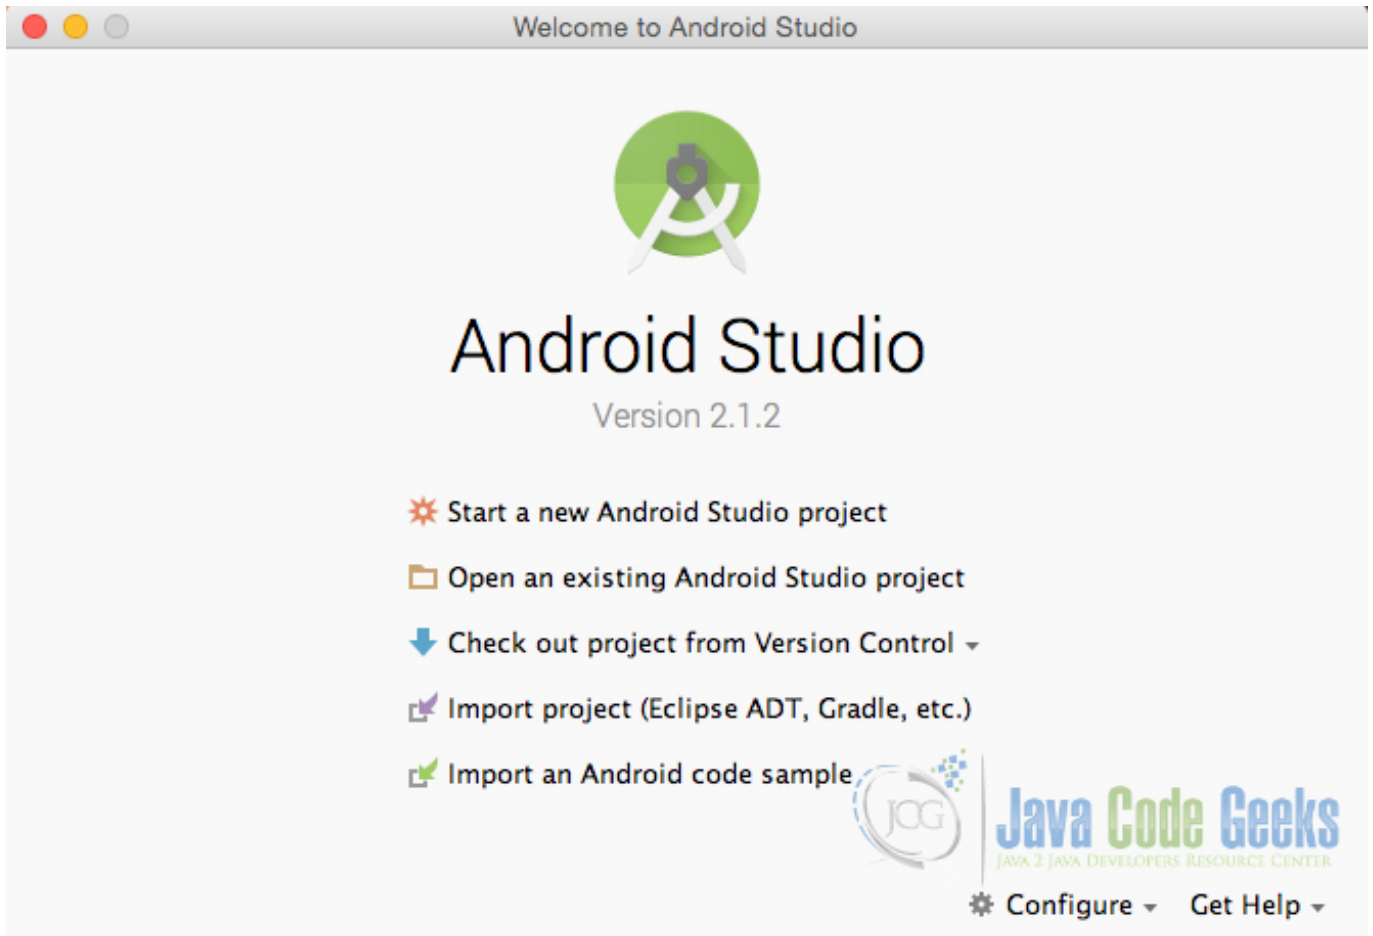 Welcome to Android Studio
Android Studio
Version 2.1.2
Start a new Android Studio project
Open an existing Android Studio project
Check out project from Version Control
Import project (Eclipse ADT, Gradle, etc.)
Import an Android code sample
JCG
Java Code Geeks
JAVA 2 JAVA DEVELOPERS RESOURCE CENTER
Configure Get Help